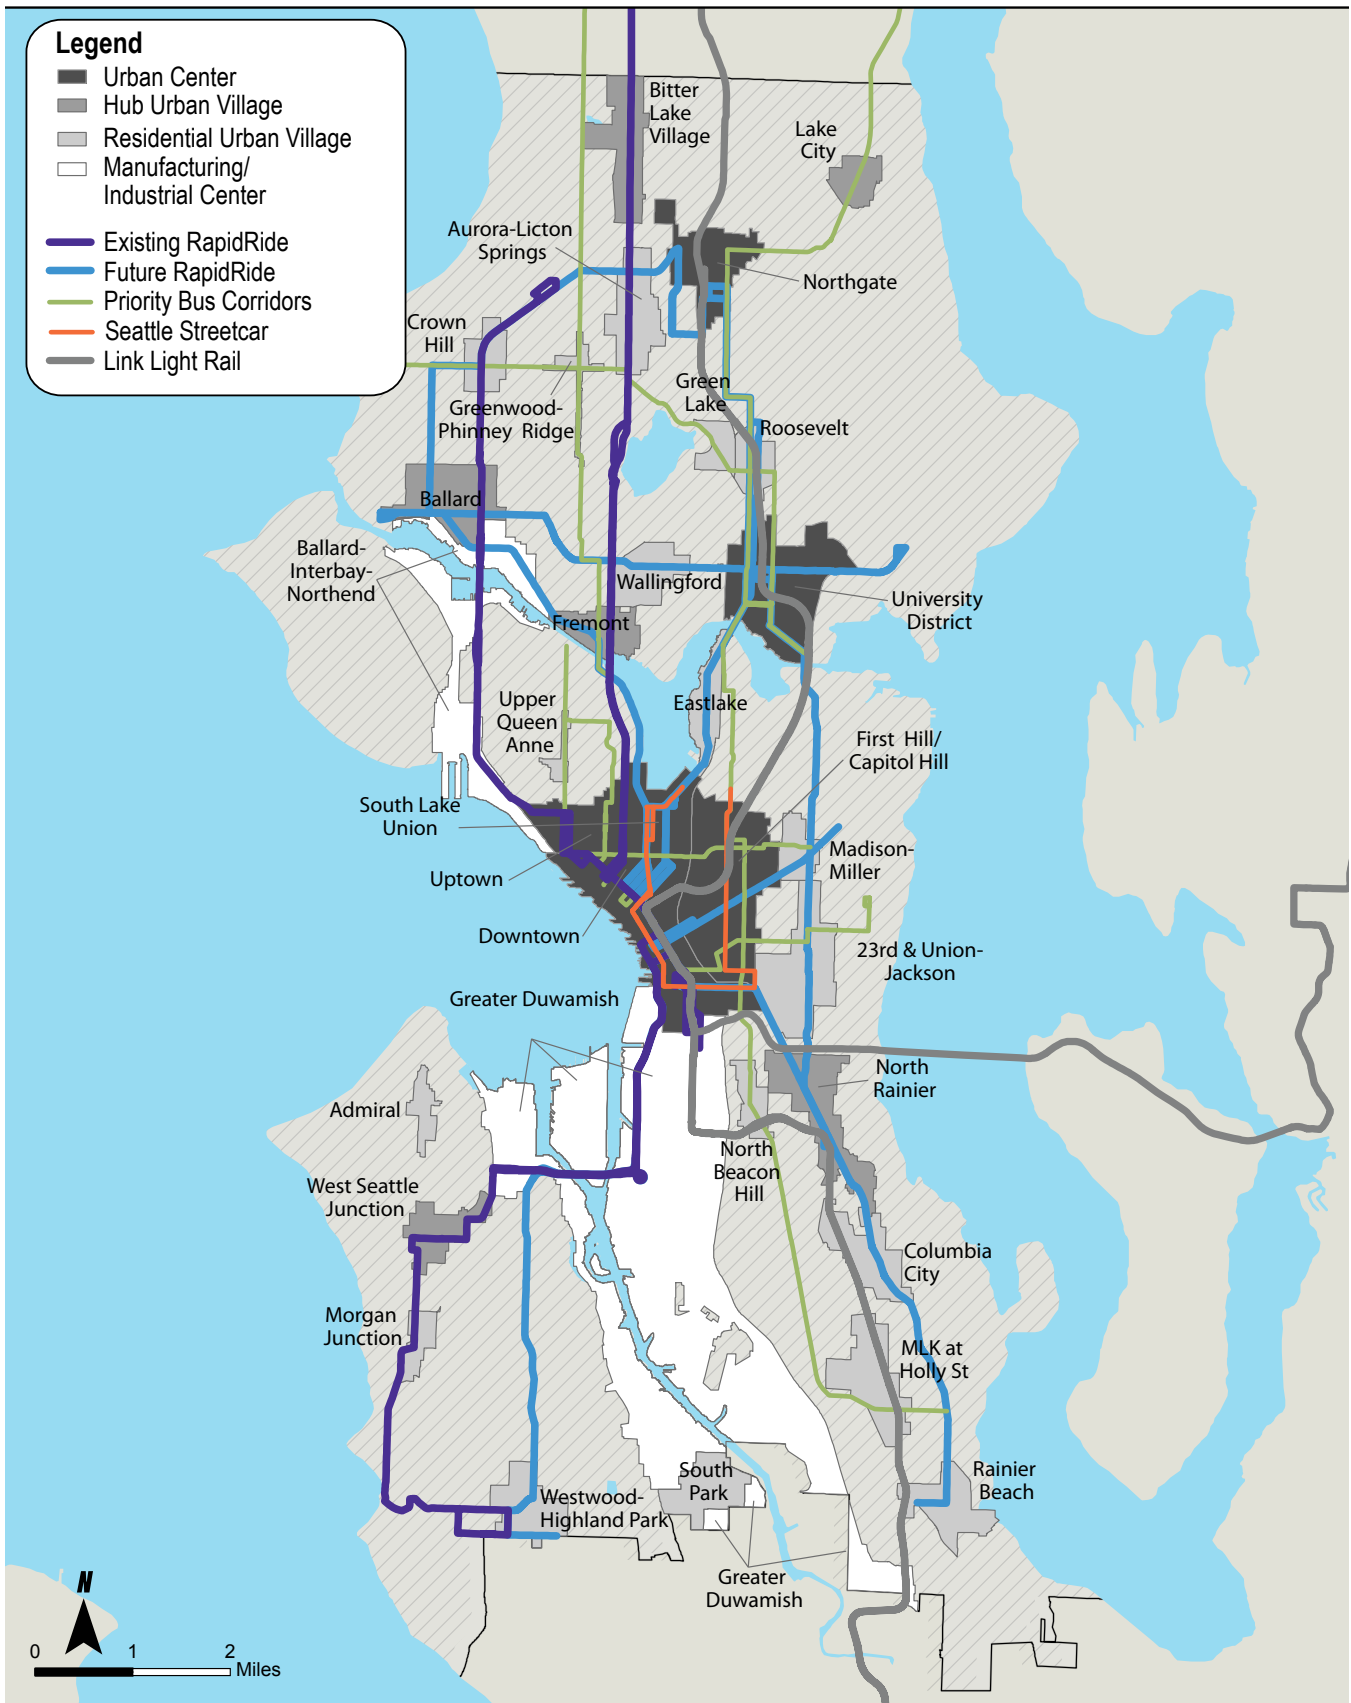 Legend
Urban Center
Hub Urban Village
Residential Urban Village
Manufacturing/
Industrial Center
Existing RapidRide
Future RapidRide
Priority Bus Corridors
Seattle Streetcar
Link Light Rail
Bitter
Lake
Village
Lake
City
Aurora-Licton
Springs
Northgate
Crown
Hill
Green
Lake
Greenwood-
Phinney Ridge
Roosevelt
Ballard
Ballard-
Interbay-
Northend
Wallingford
University
District
Fremont
Upper
Queen
Anne
Eastlake
First Hill/
Capitol Hill
South Lake
Union
Madison-
Miller
Uptown
Downtown
23rd & Union-
Jackson
Greater Duwamish
North
Rainier
Admiral
North
Beacon
Hill
West Seattle
Junction
Columbia
City
Morgan
Junction
MLK at
Holly St
South
Park
Rainier
Beach
Westwood-
Highland Park
Greater
Duwamish
N
0 1 2
Miles